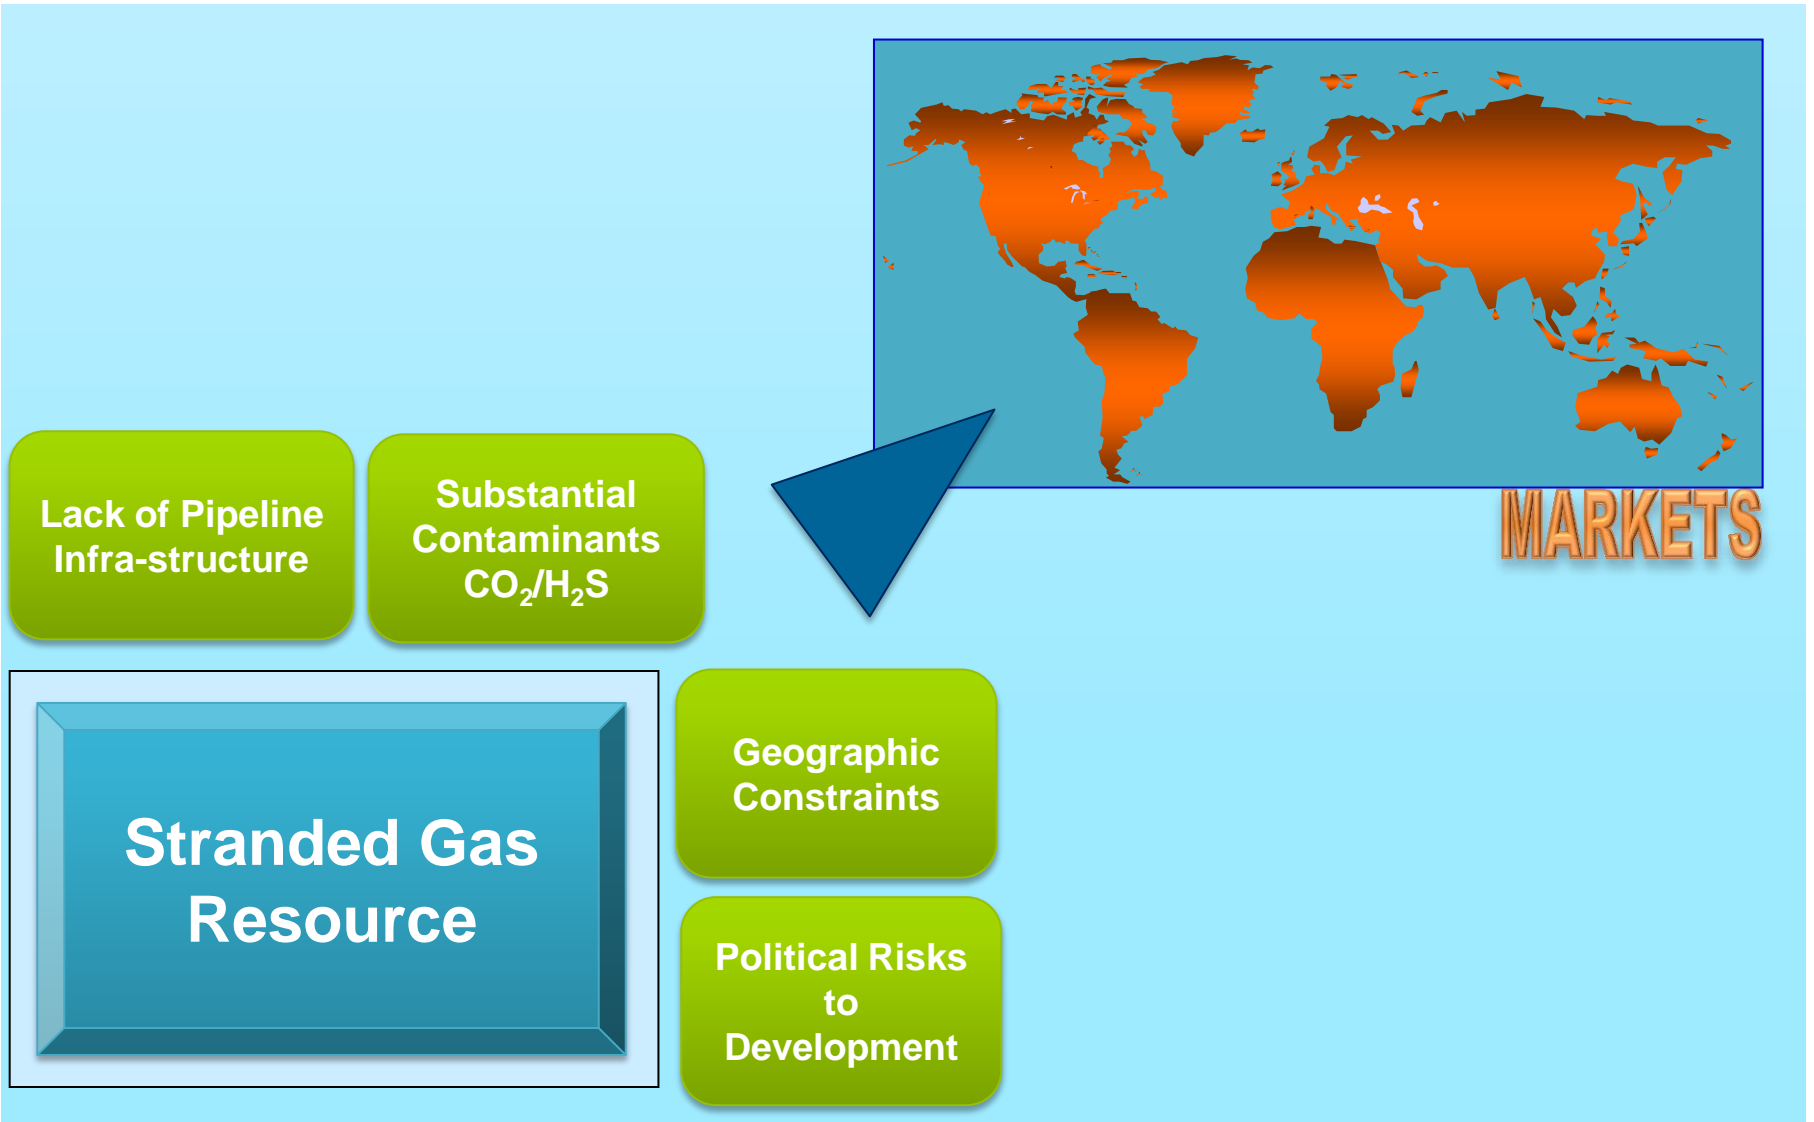 MARKETS
Lack of Pipeline
Infra-structure
Substantial
Contaminants
CO₂/H₂S
Stranded Gas
Resource
Geographic
Constraints
Political Risks
to
Development